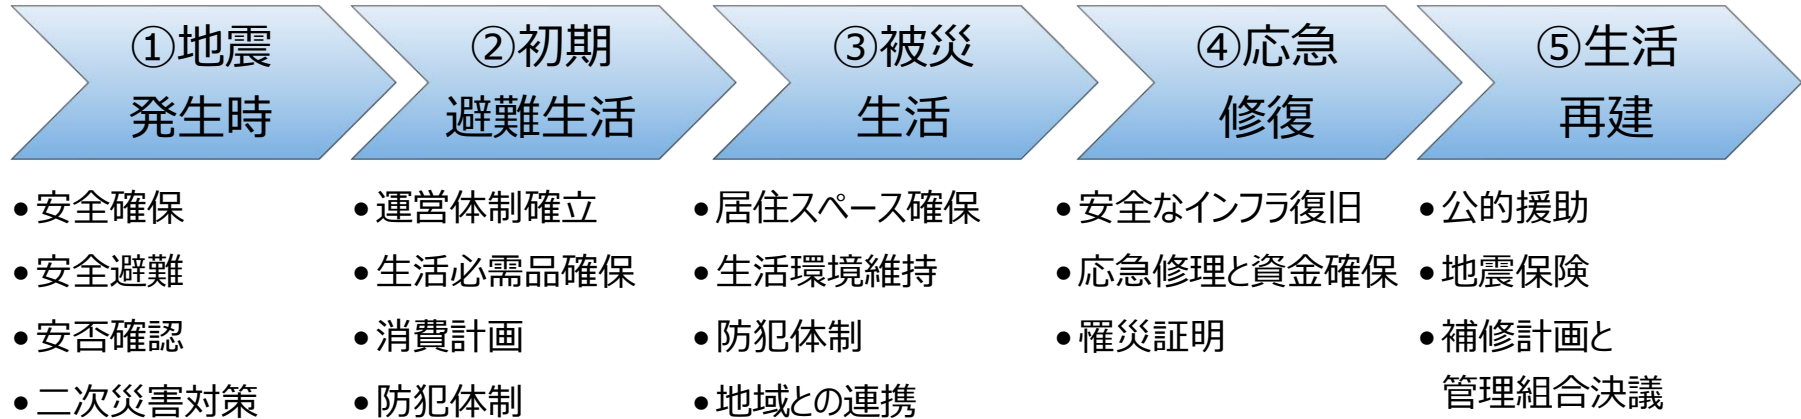 ①地震
発生時
②初期
避難生活
③被災
生活
④応急
修復
⑤生活
再建
•安全確保
•安全避難
•安否確認
•二次災害対策
•運営体制確立
•生活必需品確保
•消費計画
•防犯体制
•居住スペース確保
•生活環境維持
•防犯体制
•地域との連携
•安全なインフラ復旧
•応急修理と資金確保
•罹災証明
•公的援助
•地震保険
•補修計画と
管理組合決議